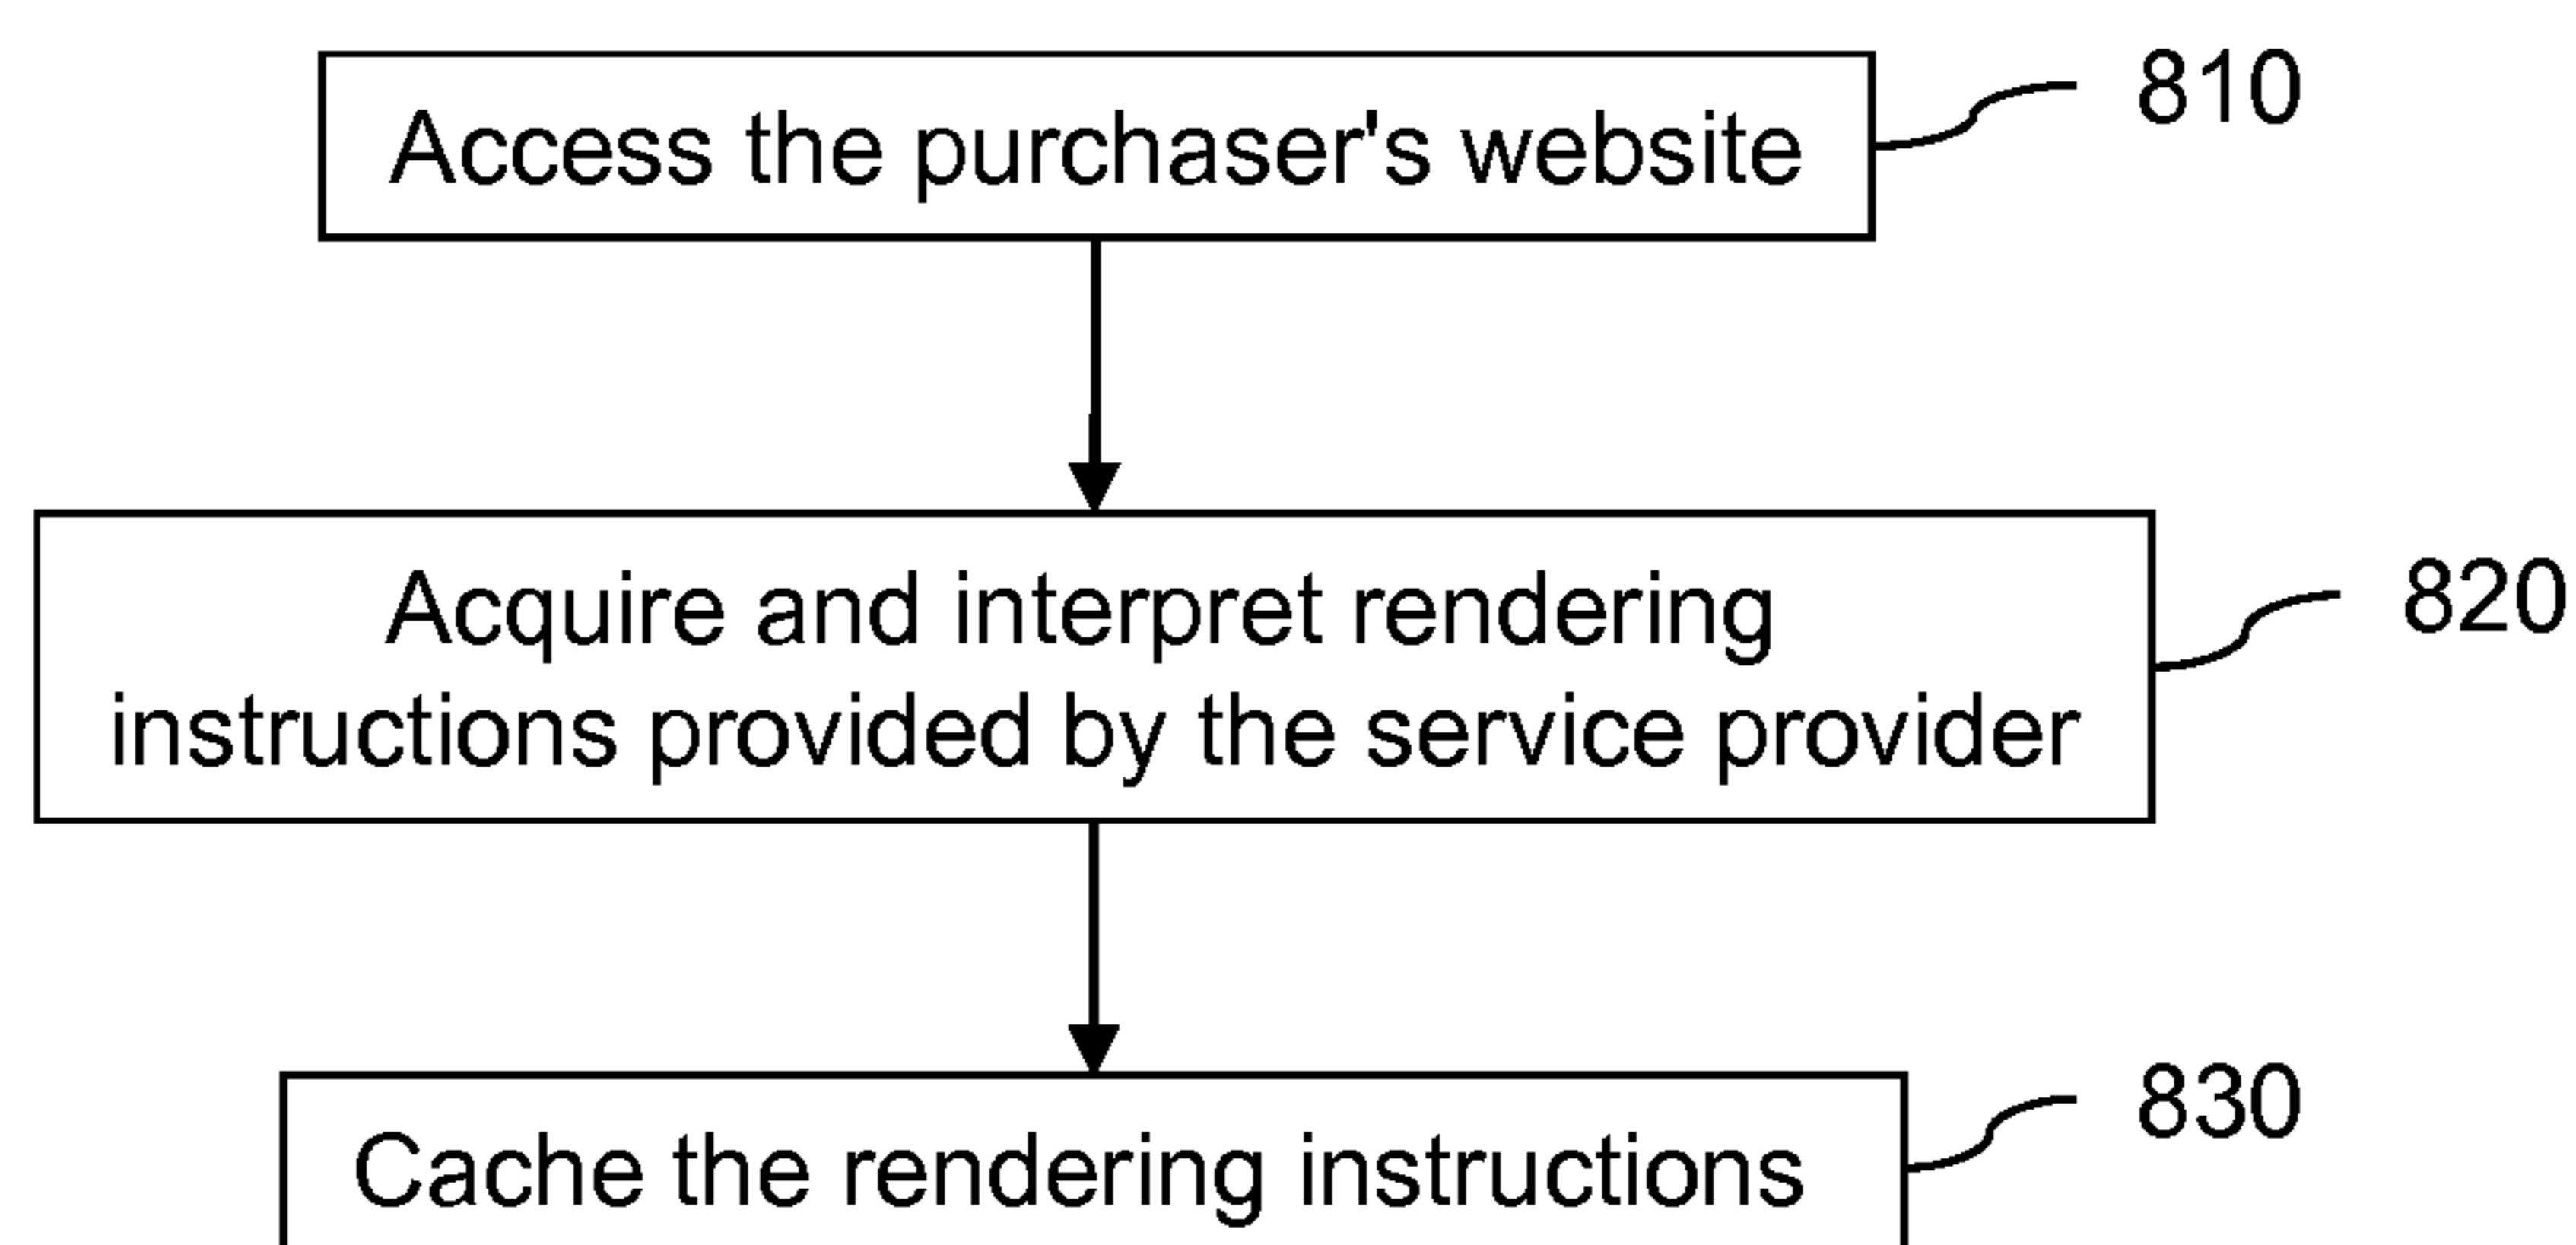 Access the purchaser's website
810
Acquire and interpret rendering
instructions provided by the service provider
820
Cache the rendering instructions
830